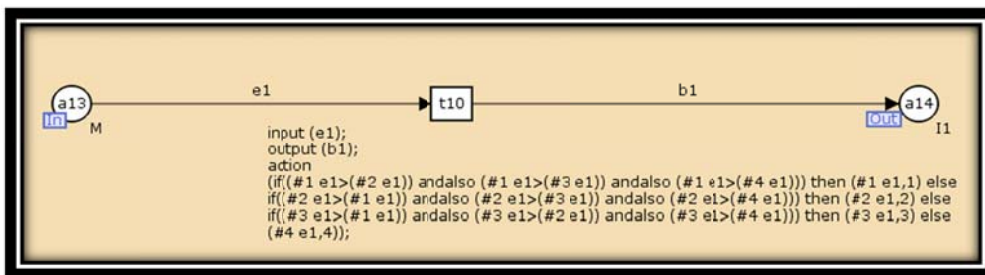 e1
b1
a13
t10
a14
In
Out
M
I1
input (e1);
output (b1);
action
(if((#1 e1>(#2 e1)) andalso (#1 e1>(#3 e1)) andalso (#1 e1>(#4 e1))) then (#1 e1,1) else
if((#2 e1>(#1 e1)) andalso (#2 e1>(#3 e1)) andalso (#2 e1>(#4 e1))) then (#2 e1,2) else
if((#3 e1>(#1 e1)) andalso (#3 e1>(#2 e1)) andalso (#3 e1>(#4 e1))) then (#3 e1,3) else
(#4 e1,4));